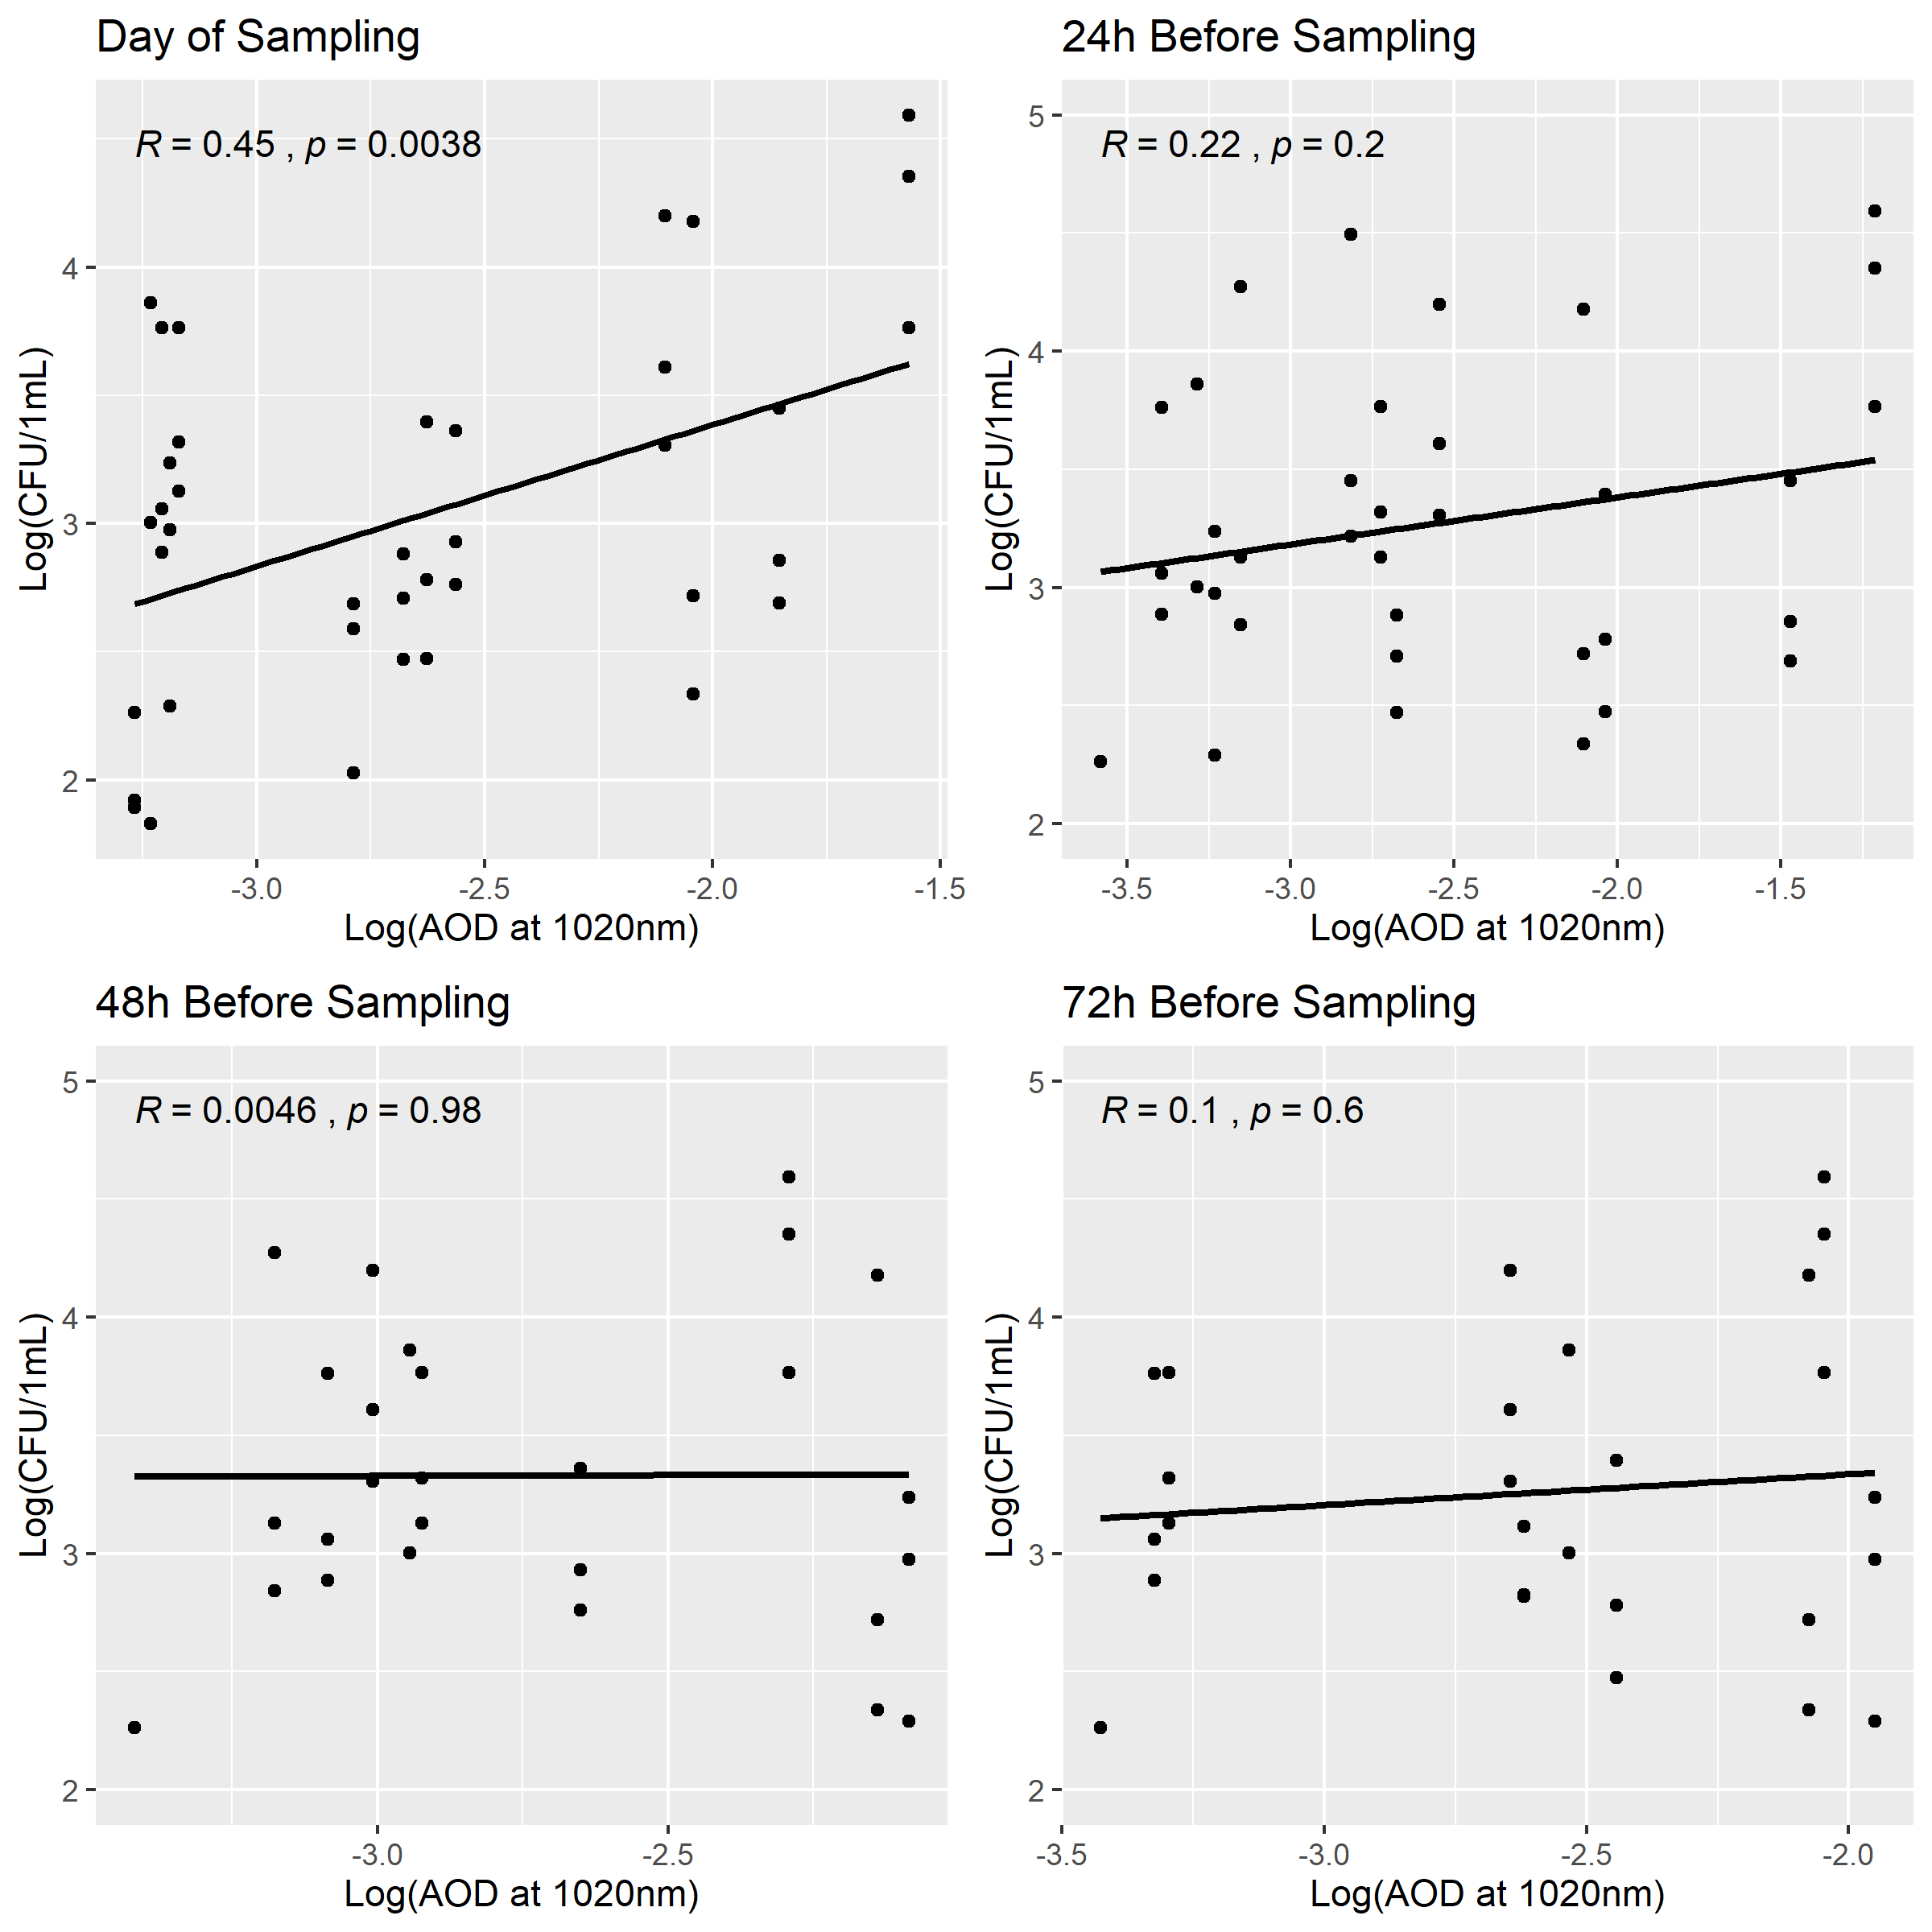 Day of Sampling
R = 0.45 , p = 0.0038
Log(CFU/1mL)
4
3
2
-3.0 -2.5 -2.0 -1.5
Log(AOD at 1020nm)
24h Before Sampling
R = 0.22 , p = 0.2
Log(CFU/1mL)
5
4
3
2
-3.5 -3.0 -2.5 -2.0 -1.5
Log(AOD at 1020nm)
48h Before Sampling
R = 0.0046 , p = 0.98
Log(CFU/1mL)
5
4
3
2
-3.0 -2.5
Log(AOD at 1020nm)
72h Before Sampling
R = 0.1 , p = 0.6
Log(CFU/1mL)
5
4
3
2
-3.5 -3.0 -2.5 -2.0
Log(AOD at 1020nm)